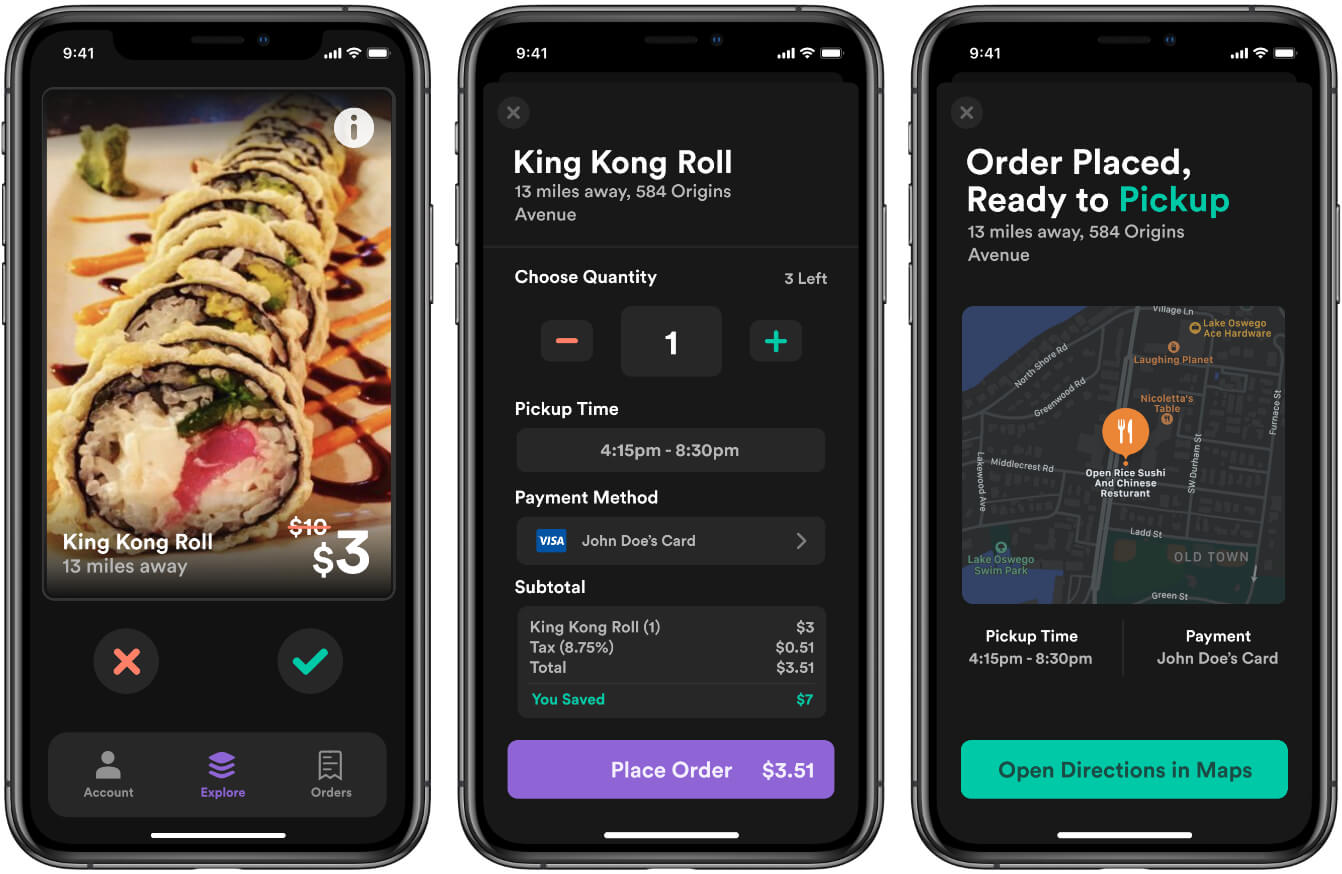 9:41
King Kong Roll
13 miles away
$10
$3
Account
Explore
Orders
9:41
King Kong Roll
13 miles away, 584 Origins
Avenue
Choose Quantity
3 Left
1
Pickup Time
4:15pm - 8:30pm
Payment Method
VISA John Doe's Card
Subtotal
King Kong Roll (1) $3
Tax (8.75%) $0.51
Total $3.51
You Saved $7
Place Order $3.51
9:41
Order Placed,
Ready to Pickup
13 miles away, 584 Origins
Avenue
Village Ln
Lake Oswego
Ace Hardware
Laughing Planet
North Shore Rd
Greenwood Rd
Nicoletta's
Table
Furnace St
Lakewood Ave
Middlecrest Rd
SW Durham St
Open Rice Sushi
And Chinese
Resturant
Ladd St
OLD TOWN
Lake Oswego
Swim Park
Green St
Pickup Time
4:15pm - 8:30pm
Payment
John Doe's Card
Open Directions in Maps